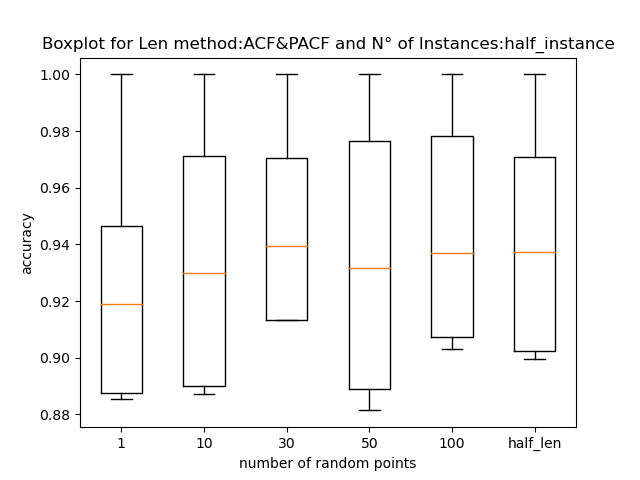 Boxplot for Len method:ACF&PACF and N° of Instances:half_instance
1.00
0.98
0.96
0.94
0.92
0.90
0.88
accuracy
1 10 30 50 100 half_len
number of random points